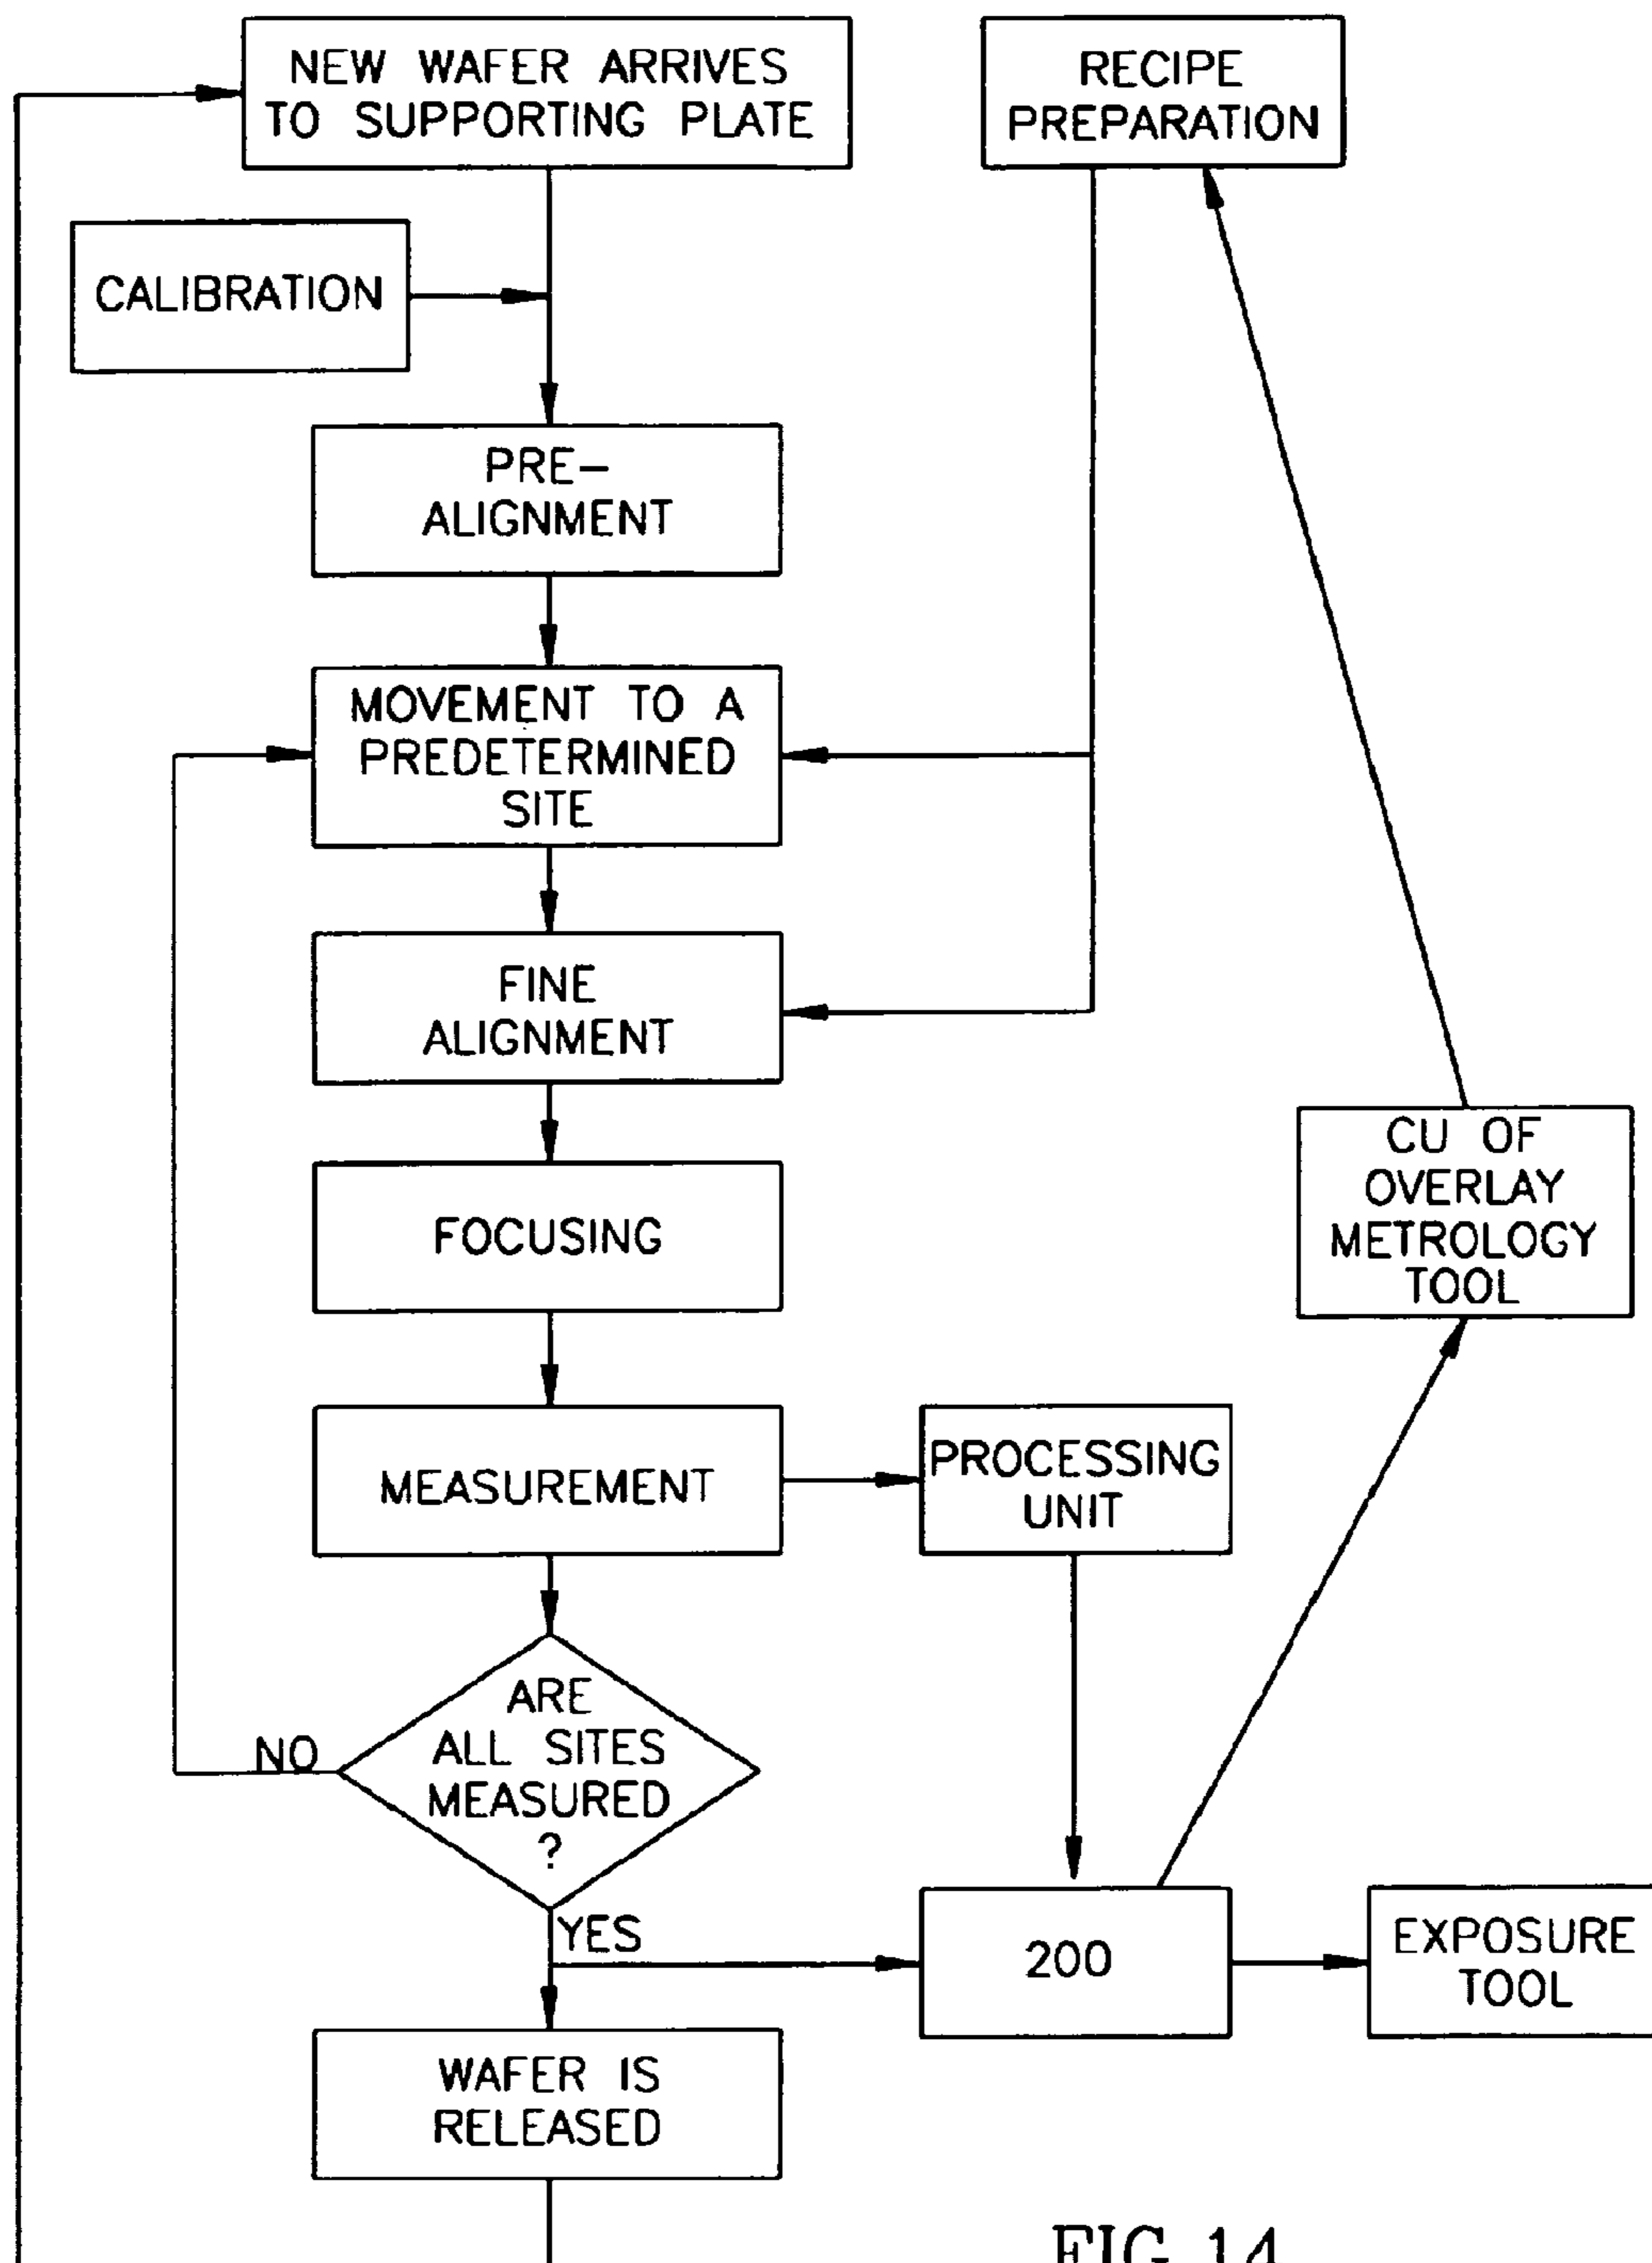 NEW WAFER ARRIVES
TO SUPPORTING PLATE
RECIPE
PREPARATION
CALIBRATION
PRE-
ALIGNMENT
MOVEMENT TO A
PREDETERMINED
SITE
FINE
ALIGNMENT
FOCUSING
CU OF
OVERLAY
METROLOGY
TOOL
MEASUREMENT
PROCESSING
UNIT
ARE
ALL SITES
MEASURED
?
NO
YES
200
EXPOSURE
TOOL
WAFER IS
RELEASED
FIG. 14